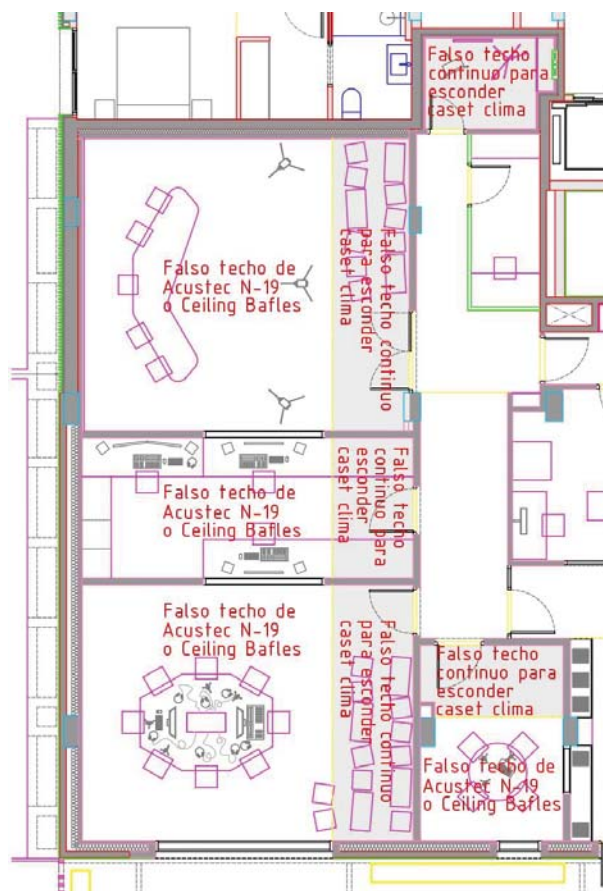 Falso techo
continuo para
esconder
caset clima
Falso techo de
Acustec N-19
o Ceiling Bafles
Falso techo continuo
para esconder
caset clima
Falso techo de
Acustec N-19
o Ceiling Bafles
Falso techo
continuo para
esconder
caset clima
Falso techo de
Acustec N-19
o Ceiling Bafles
Falso techo continuo
para esconder
caset clima
Falso techo
continuo para
esconder
caset clima
Falso techo de
Acustec N-19
o Ceiling Bafles